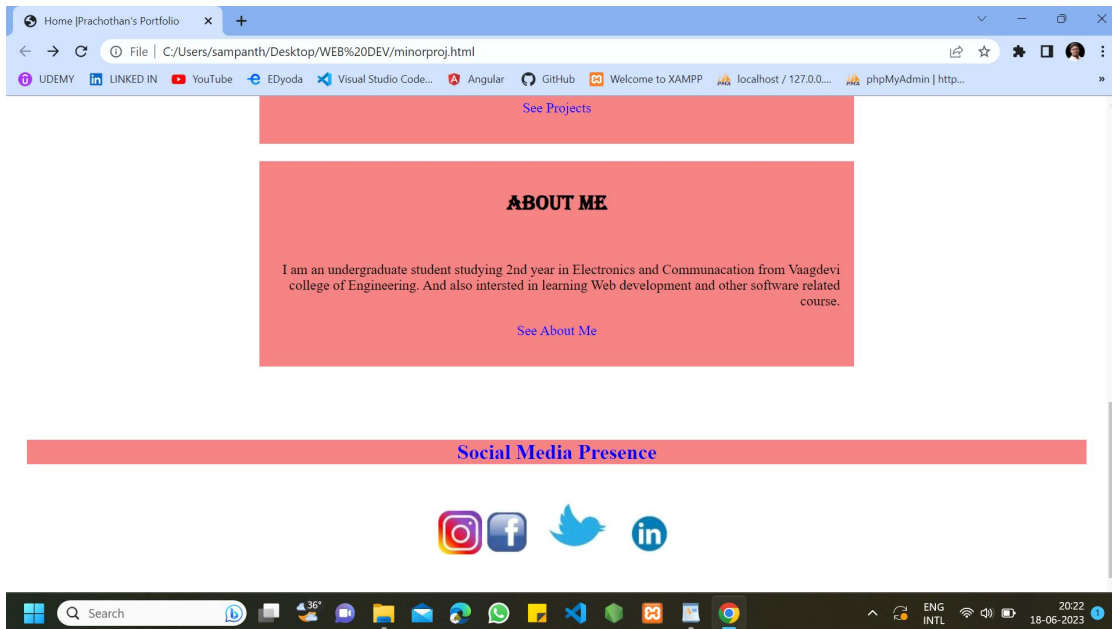 Home |Prachothan's Portfolio
File | C:/Users/sampanth/Desktop/WEB%20DEV/minorproj.html
UDEMY LINKED IN YouTube EDyoda Visual Studio Code... Angular GitHub Welcome to XAMPP localhost / 127.0.0.... phpMyAdmin | http... »
See Projects
ABOUT ME
I am an undergraduate student studying 2nd year in Electronics and Communacation from Vaagdevi
college of Engineering. And also intersted in learning Web development and other software related
course.
See About Me
Social Media Presence
in
Search
36°
ENG
INTL
20:22
18-06-2023
1